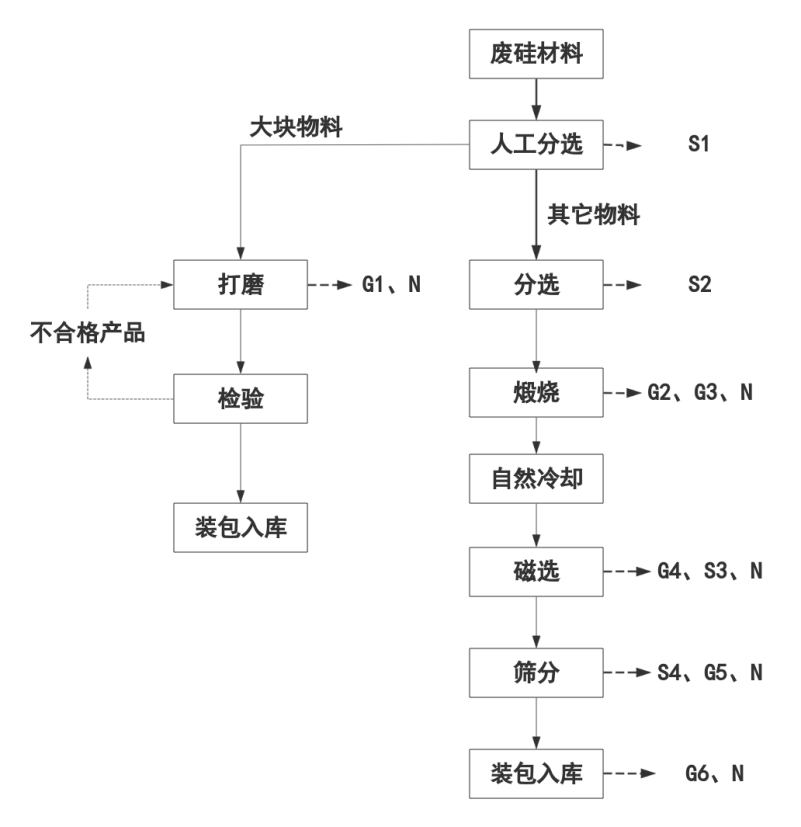 废硅材料
大块物料
人工分选
S1
其它物料
打磨
G1、N
分选
S2
不合格产品
检验
煅烧
G2、G3、N
自然冷却
装包入库
磁选
G4、S3、N
筛分
S4、G5、N
装包入库
G6、N